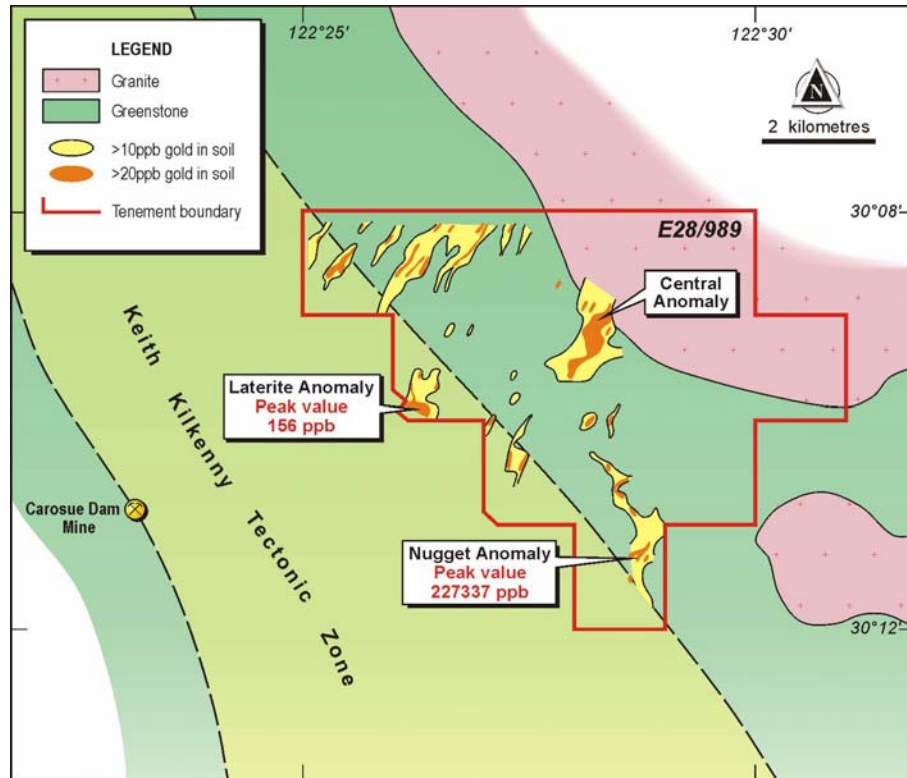 122°25'
122°30'
LEGEND
Granite
Greenstone
>10ppb gold in soil
>20ppb gold in soil
Tenement boundary
N
2 kilometres
30°08'
E28/989
Central
Anomaly
Keith Kilkenny Tectonic Zone
Laterite Anomaly
Peak value
156 ppb
Carosue Dam
Mine
Nugget Anomaly
Peak value
227337 ppb
30°12'